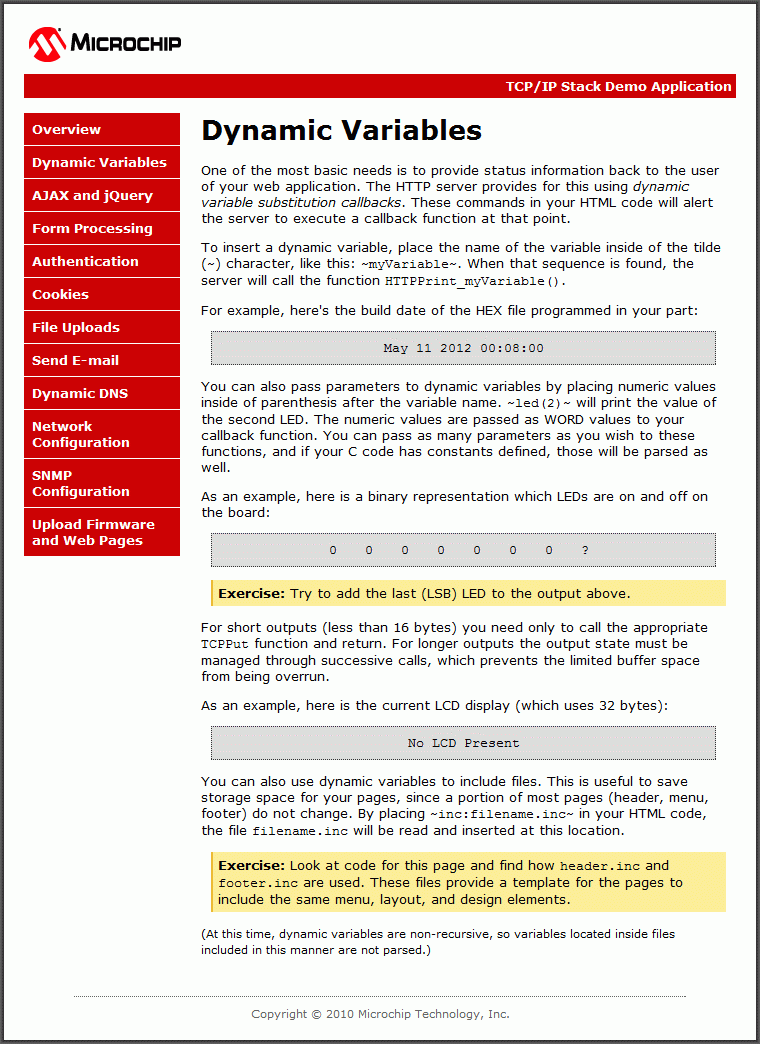 MICROCHIP
TCP/IP Stack Demo Application
Overview
Dynamic Variables
AJAX and jQuery
Form Processing
Authentication
Cookies
File Uploads
Send E-mail
Dynamic DNS
Network
Configuration
SNMP
Configuration
Upload Firmware
and Web Pages
Dynamic Variables
One of the most basic needs is to provide status information back to the user
of your web application. The HTTP server provides for this using dynamic
variable substitution callbacks. These commands in your HTML code will alert
the server to execute a callback function at that point.
To insert a dynamic variable, place the name of the variable inside of the tilde
(~) character, like this: ~myVariable~. When that sequence is found, the
server will call the function HTTPPrint_myVariable().
For example, here's the build date of the HEX file programmed in your part:
May 11 2012 00:08:00
You can also pass parameters to dynamic variables by placing numeric values
inside of parenthesis after the variable name. ~led(2)~ will print the value of
the second LED. The numeric values are passed as WORD values to your
callback function. You can pass as many parameters as you wish to these
functions, and if your C code has constants defined, those will be parsed as
well.
As an example, here is a binary representation which LEDs are on and off on
the board:
0 0 0 0 0 0 0 ?
Exercise: Try to add the last (LSB) LED to the output above.
For short outputs (less than 16 bytes) you need only to call the appropriate
TCPPut function and return. For longer outputs the output state must be
managed through successive calls, which prevents the limited buffer space
from being overrun.
As an example, here is the current LCD display (which uses 32 bytes):
No LCD Present
You can also use dynamic variables to include files. This is useful to save
storage space for your pages, since a portion of most pages (header, menu,
footer) do not change. By placing ~inc:filename.inc~ in your HTML code,
the file filename.inc will be read and inserted at this location.
Exercise: Look at code for this page and find how header.inc and
footer.inc are used. These files provide a template for the pages to
include the same menu, layout, and design elements.
(At this time, dynamic variables are non-recursive, so variables located inside files
included in this manner are not parsed.)
Copyright © 2010 Microchip Technology, Inc.